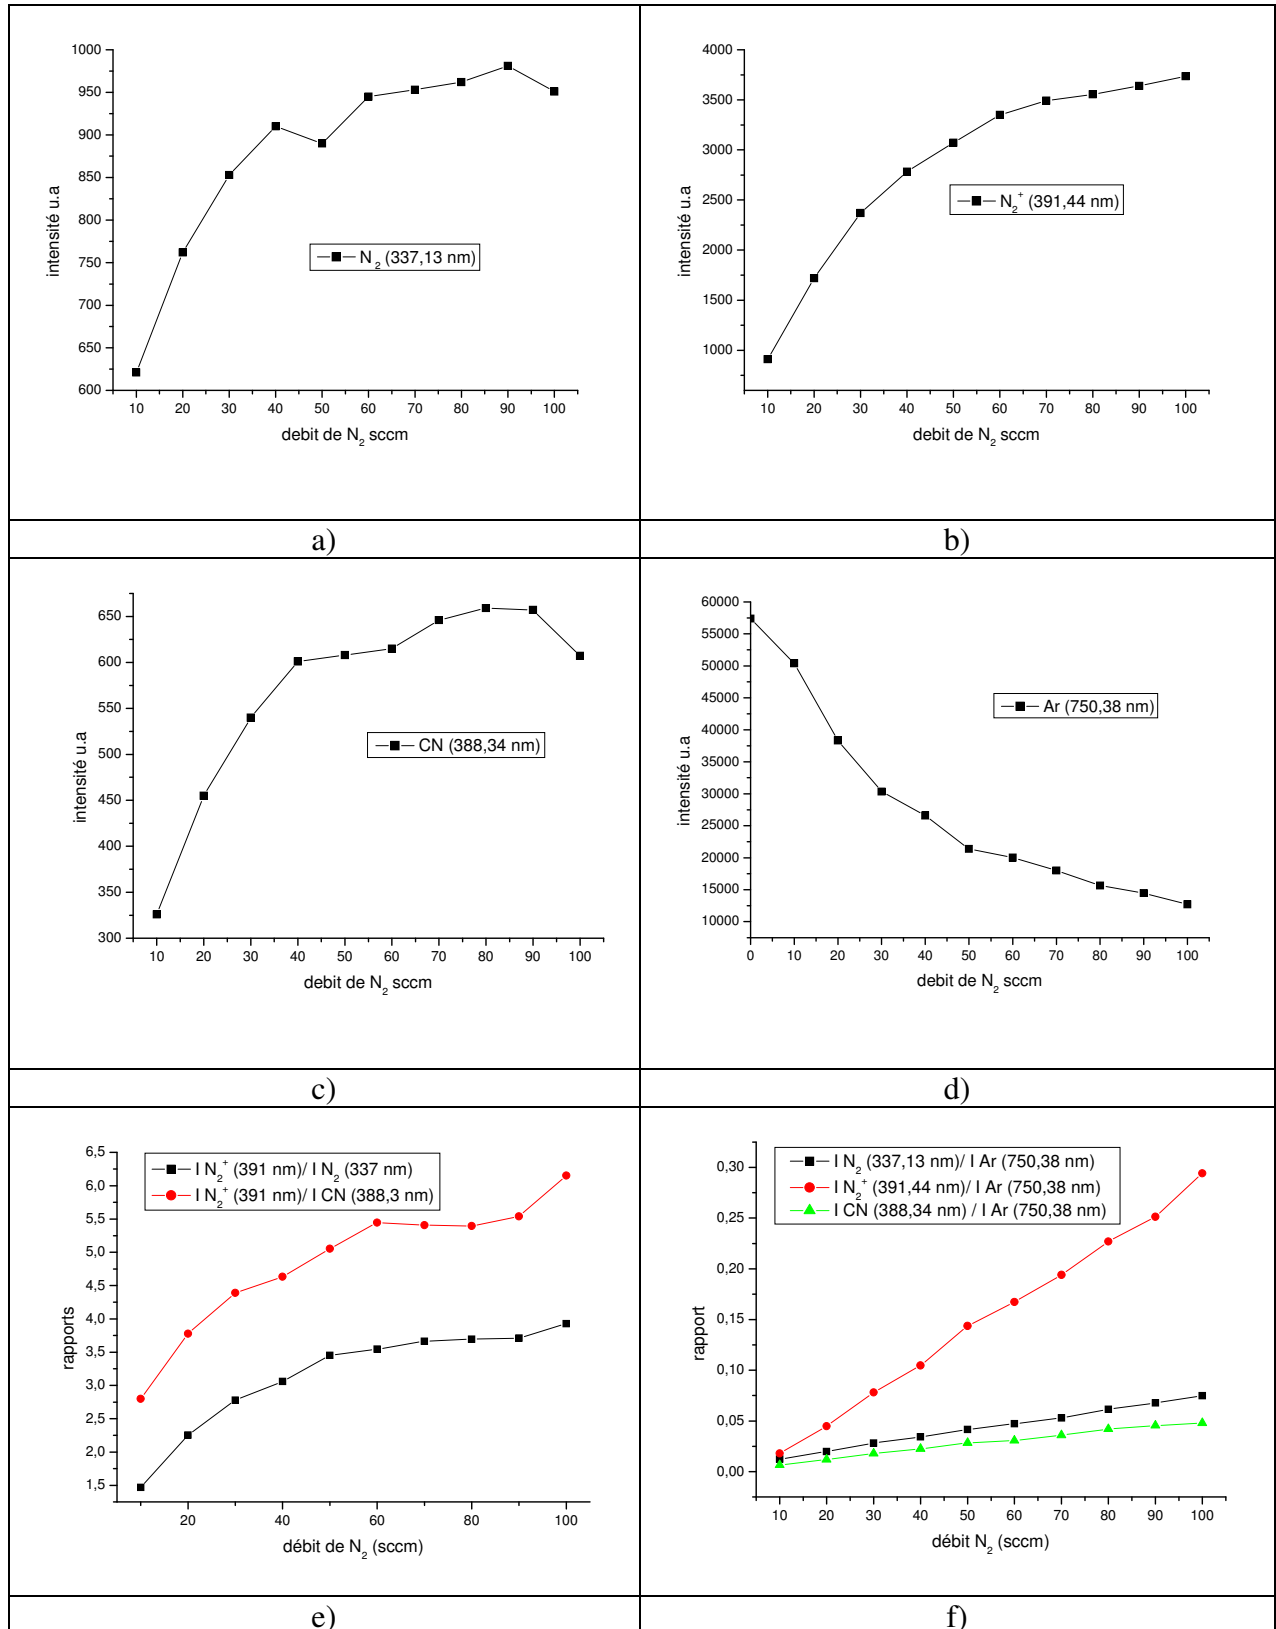 1000
950
900
850
800
750
700
650
600
intensité u.a
N2 (337,13 nm)
10 20 30 40 50 60 70 80 90 100
debit de N2 sccm
4000
3500
3000
2500
2000
1500
1000
intensité u.a
N2+ (391,44 nm)
10 20 30 40 50 60 70 80 90 100
debit de N2 sccm
a)
b)
650
600
550
500
450
400
350
300
intensité u.a
CN (388,34 nm)
10 20 30 40 50 60 70 80 90 100
debit de N2 sccm
60000
55000
50000
45000
40000
35000
30000
25000
20000
15000
10000
intensité u.a
Ar (750,38 nm)
0 10 20 30 40 50 60 70 80 90 100
debit de N2 sccm
c)
d)
6,5
6,0
5,5
5,0
4,5
4,0
3,5
3,0
2,5
2,0
1,5
rapports
I N2+ (391 nm)/ I N2 (337 nm)
I N2+ (391 nm)/ I CN (388,3 nm)
20 40 60 80 100
débit de N2 (sccm)
0,30
0,25
0,20
0,15
0,10
0,05
0,00
rapport
I N2 (337,13 nm)/ I Ar (750,38 nm)
I N2+ (391,44 nm)/ I Ar (750,38 nm)
I CN (388,34 nm) / I Ar (750,38 nm)
10 20 30 40 50 60 70 80 90 100
débit N2 (sccm)
e)
f)